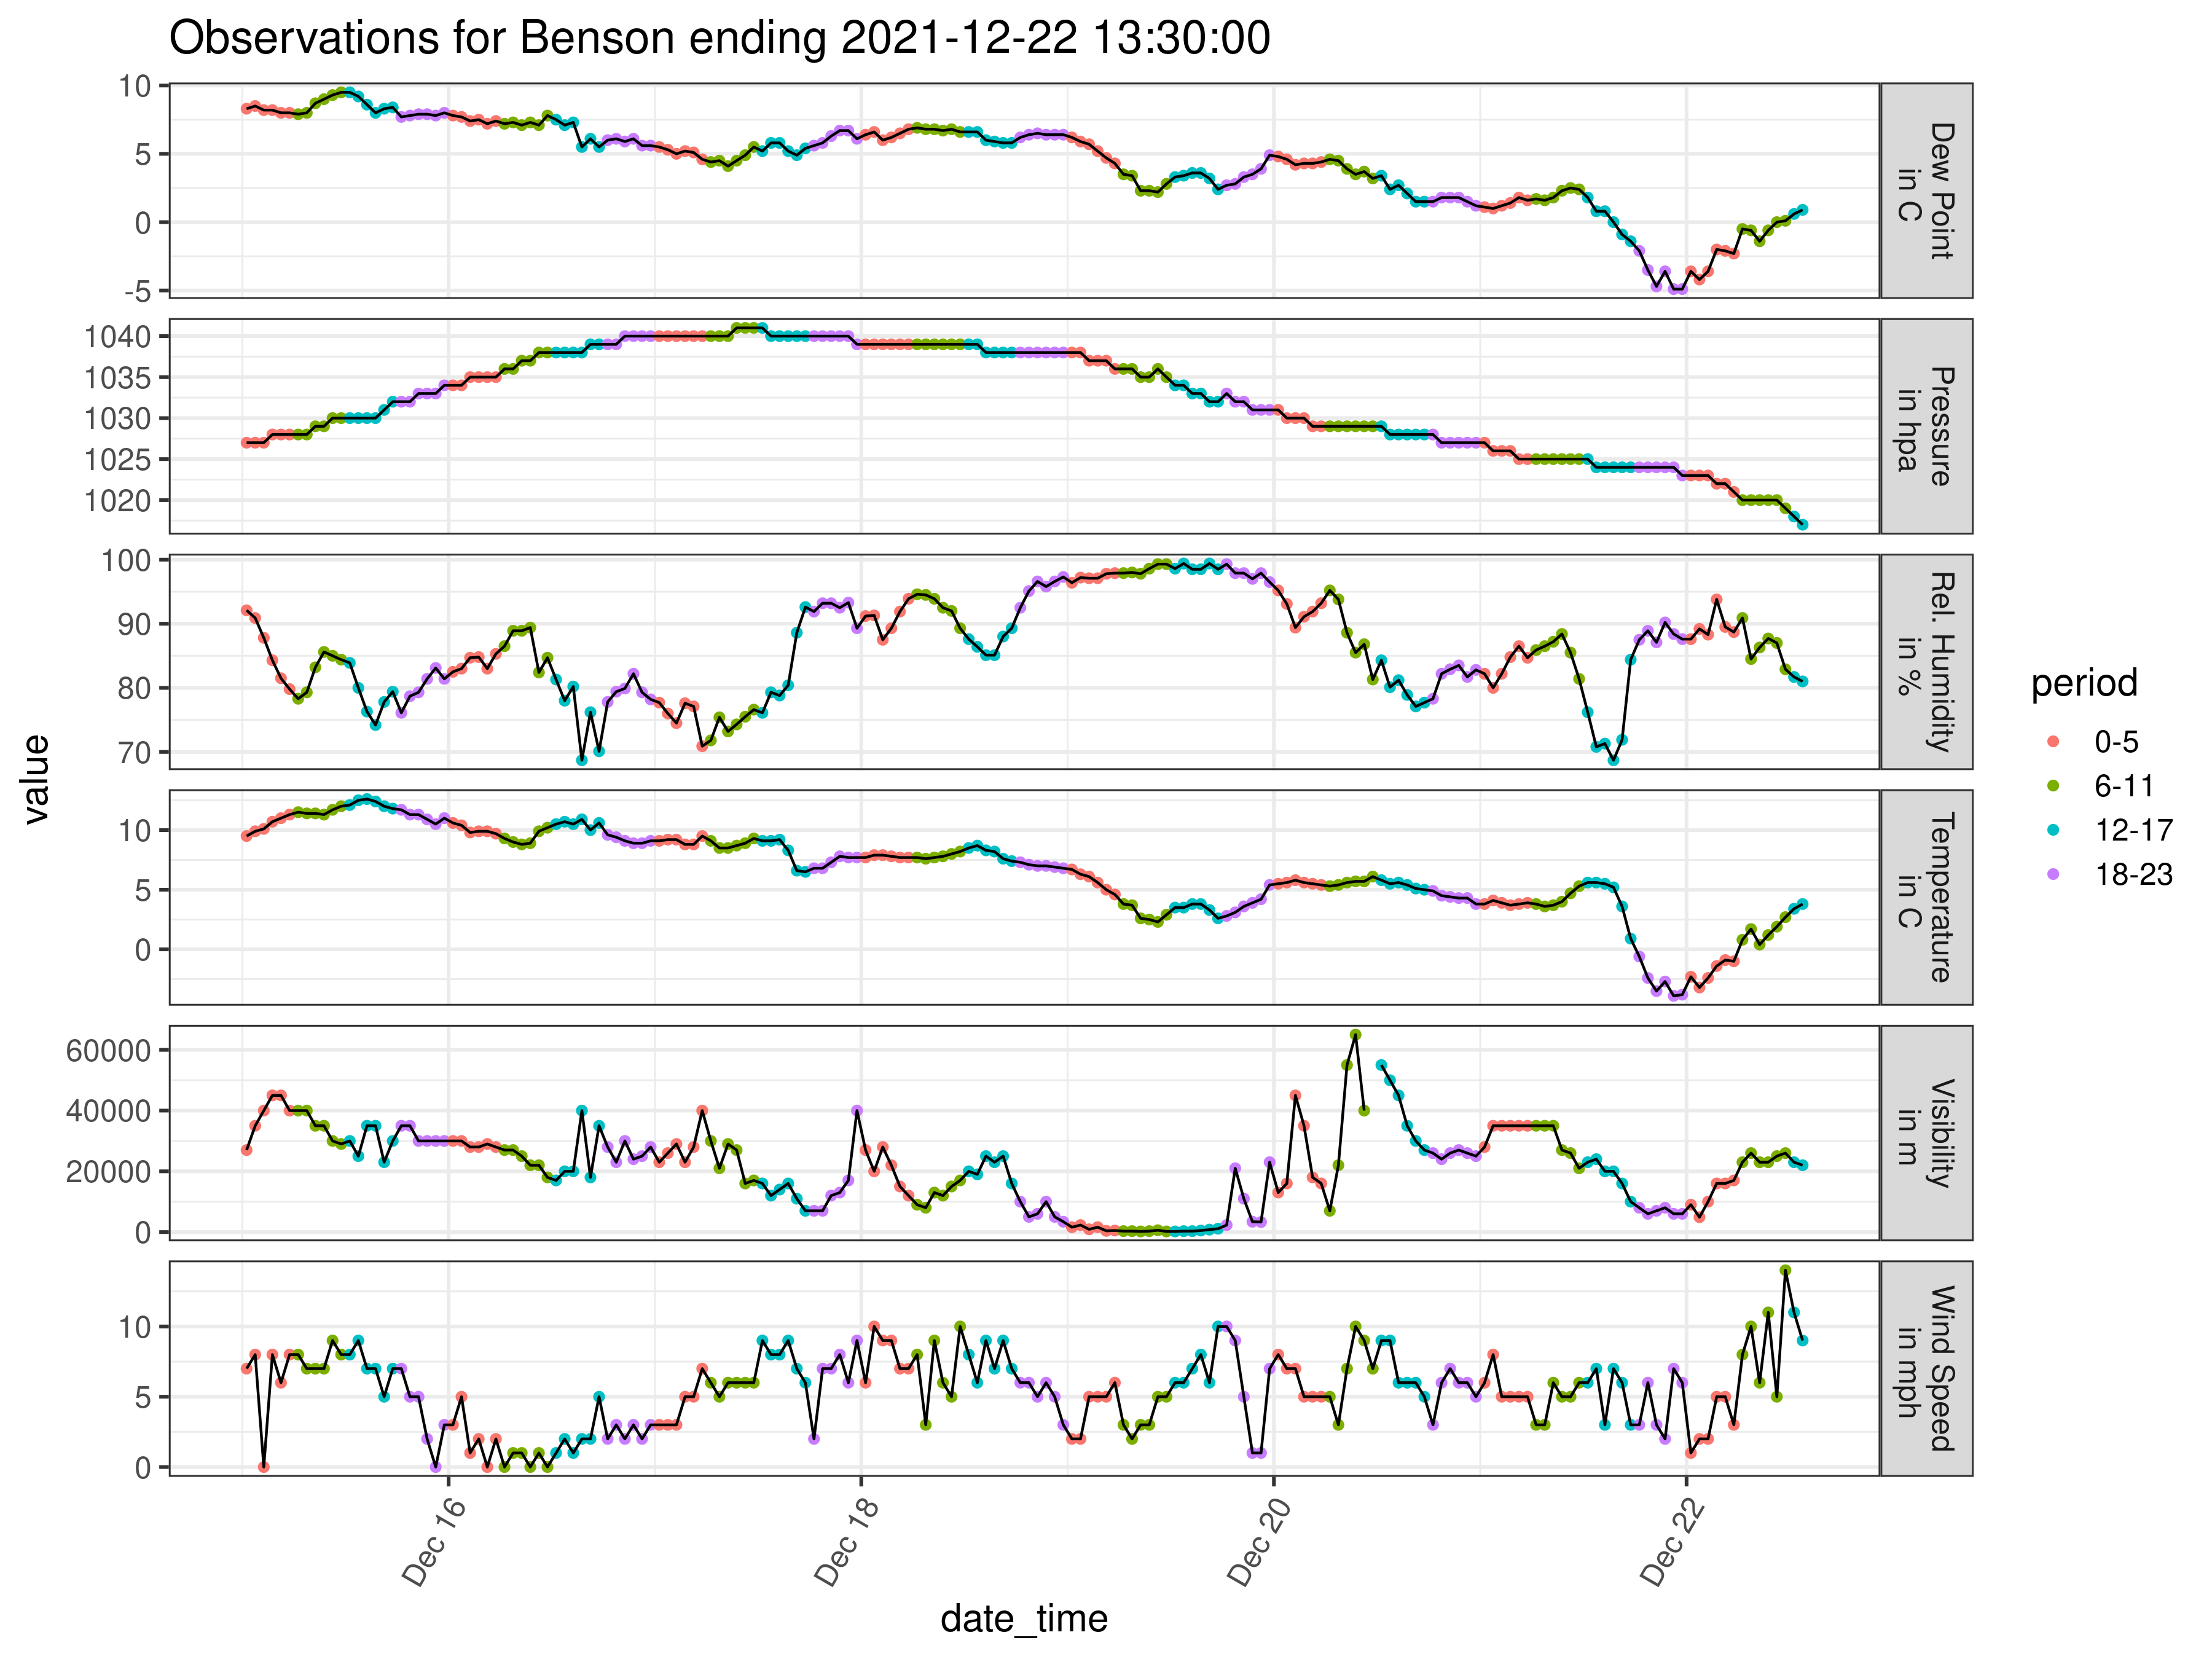 Observations for Benson ending 2021-12-22 13:30:00
value
10
5
0
-5
Dew Point
in C
1040
1035
1030
1025
1020
Pressure
in hpa
100
90
80
70
Rel. Humidity
in %
10
5
0
Temperature
in C
60000
40000
20000
0
Visibility
in m
10
5
0
Wind Speed
in mph
Dec 16
Dec 18
Dec 20
Dec 22
date_time
period
0-5
6-11
12-17
18-23